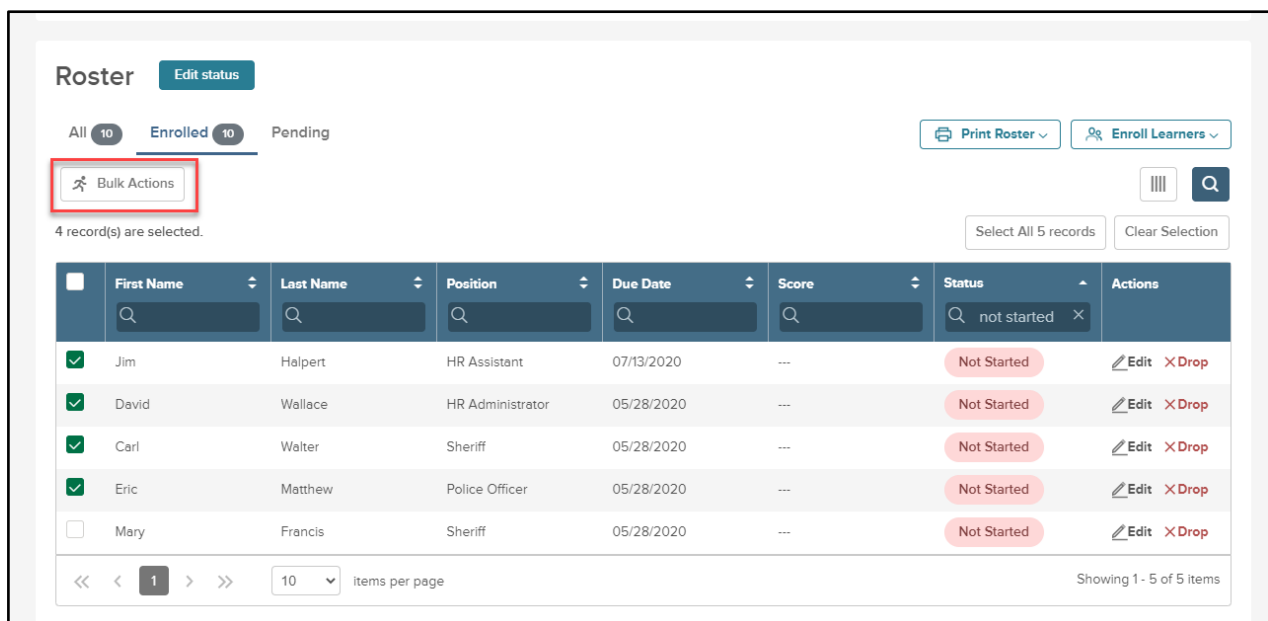 Roster Edit status
All 10 Enrolled 10 Pending Print Roster Enroll Learners
Bulk Actions
4 record(s) are selected. Select All 5 records Clear Selection
First Name Last Name Position Due Date Score Status Actions
not started
Jim Halpert HR Assistant 07/13/2020 --- Not Started Edit Drop
David Wallace HR Administrator 05/28/2020 --- Not Started Edit Drop
Carl Walter Sheriff 05/28/2020 --- Not Started Edit Drop
Eric Matthew Police Officer 05/28/2020 --- Not Started Edit Drop
Mary Francis Sheriff 05/28/2020 --- Not Started Edit Drop
1 10 items per page Showing 1 - 5 of 5 items